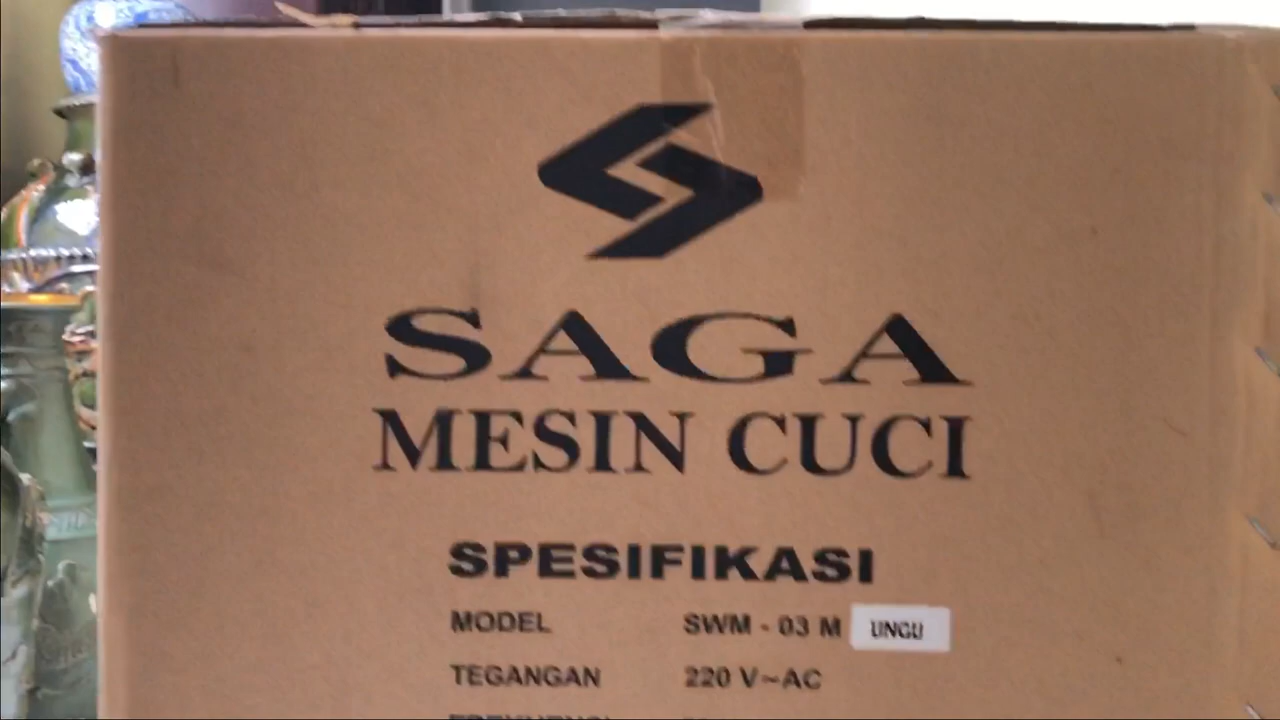 SAGA
MESIN CUCI
SPESIFIKASI
MODEL SWM - 03 M UNGU
TEGANGAN 220 V~AC